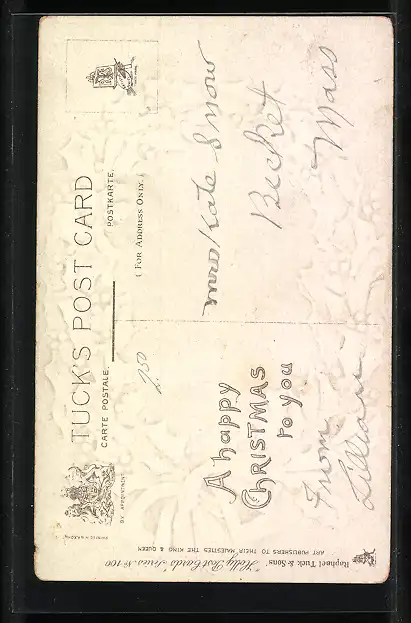 TUCK'S POST CARD
CARTE POSTALE.
POSTKARTE.
BY APPOINTMENT.
( FOR ADDRESS ONLY. )
2.50
A happy
CHRISTMAS
to you
From
Lillian
Mrs Kate Snow
Becket
Mass
Raphael Tuck & Sons' "Holly" Post Cards Series No. 100
ART PUBLISHERS TO THEIR MAJESTIES THE KING & QUEEN